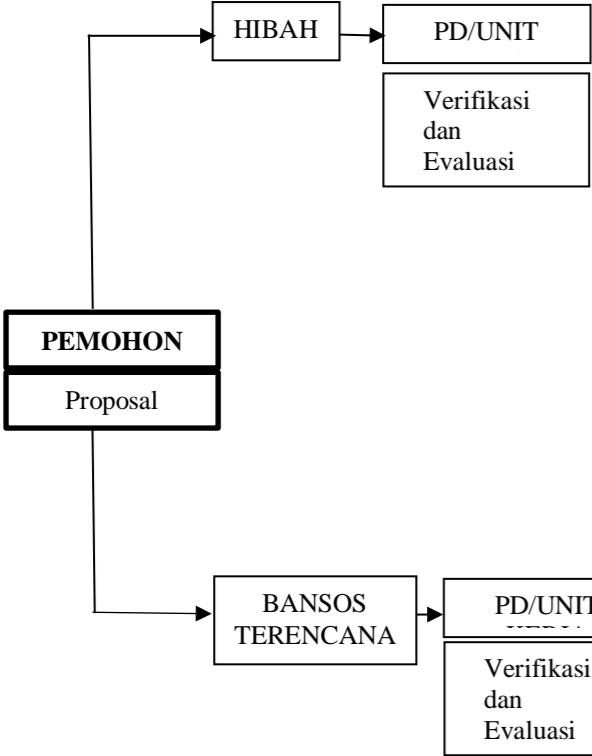 HIBAH
PD/UNIT
Verifikasi
dan
Evaluasi
PEMOHON
Proposal
BANSOS
TERENCANA
PD/UNIT
Verifikasi
dan
Evaluasi